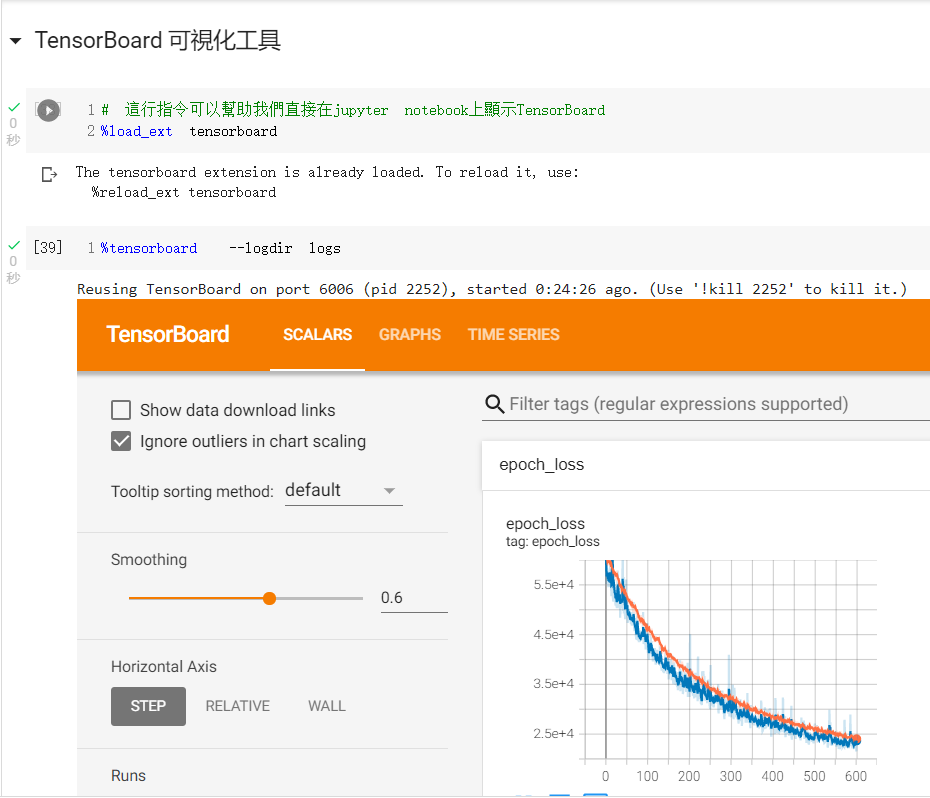 TensorBoard 可視化工具
1 # 這行指令可以幫助我們直接在jupyter notebook上顯示TensorBoard
0
2 %load_ext tensorboard
秒
The tensorboard extension is already loaded. To reload it, use:
%reload_ext tensorboard
[39] 1 %tensorboard --logdir logs
0
秒
Reusing TensorBoard on port 6006 (pid 2252), started 0:24:26 ago. (Use '!kill 2252' to kill it.)
TensorBoard SCALARS GRAPHS TIME SERIES
Show data download links
Filter tags (regular expressions supported)
Ignore outliers in chart scaling
epoch_loss
Tooltip sorting method: default
epoch_loss
tag: epoch_loss
Smoothing
0.6
5.5e+4
4.5e+4
3.5e+4
2.5e+4
0 100 200 300 400 500 600
Horizontal Axis
STEP RELATIVE WALL
Runs